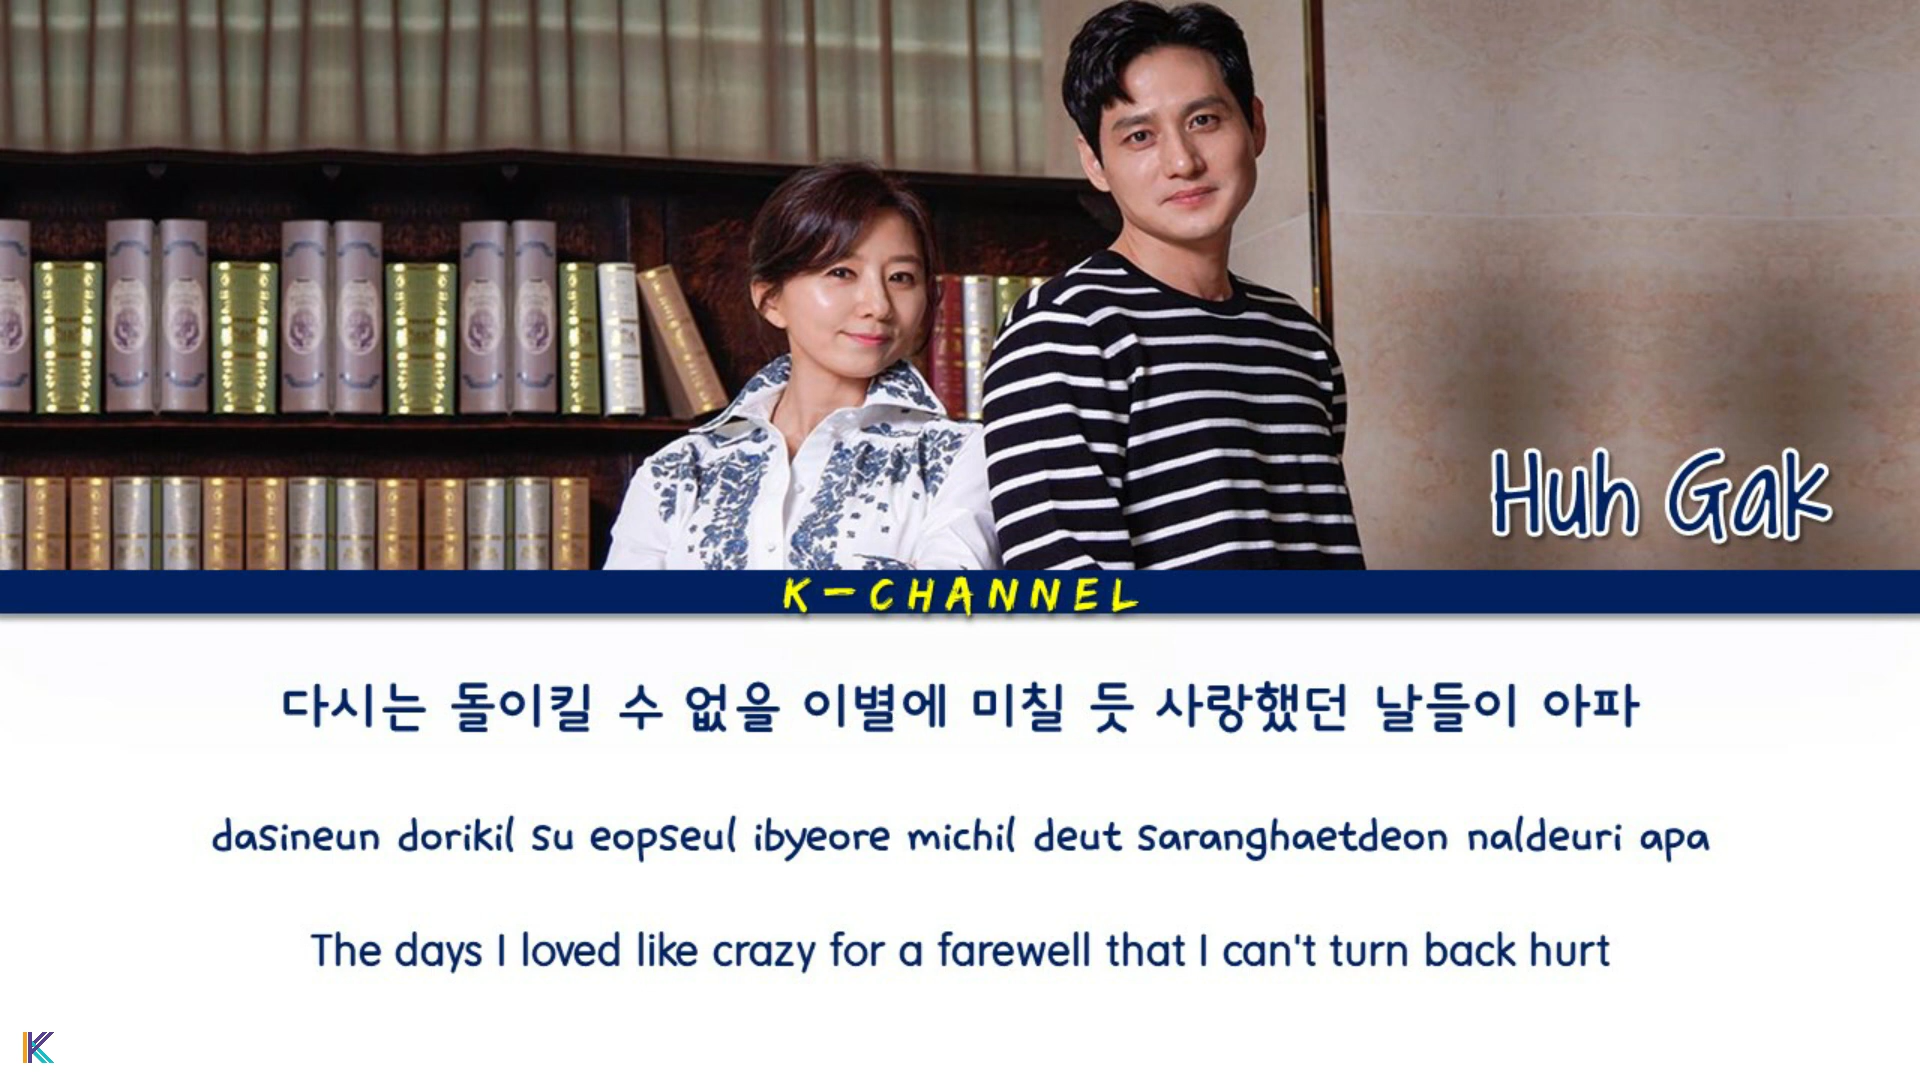 Huh Gak
K-CHANNEL
다시는 돌이킬 수 없을 이별에 미칠 듯 사랑했던 날들이 아파
dasineun dorikil su eopseul ibyeore michil deut saranghaetdeon naldeuri apa
The days I loved like crazy for a farewell that I can't turn back hurt
K